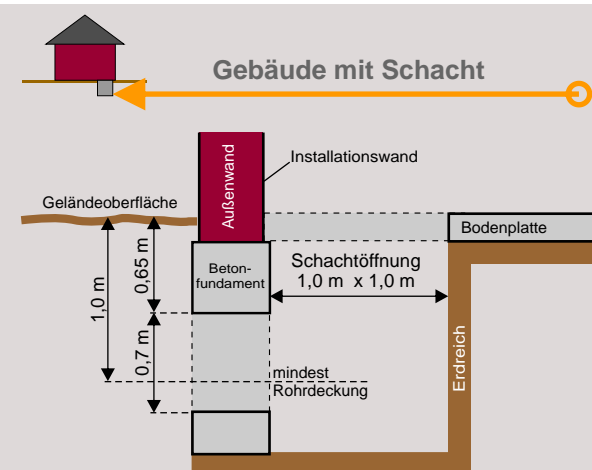 Gebäude mit Schacht
Installationswand
Außenwand
Geländeoberfläche
Bodenplatte
Beton-
fundament
Schachtöffnung
1,0 m x 1,0 m
0,65 m
1,0 m
0,7 m
mindest
Rohrdeckung
Erdreich